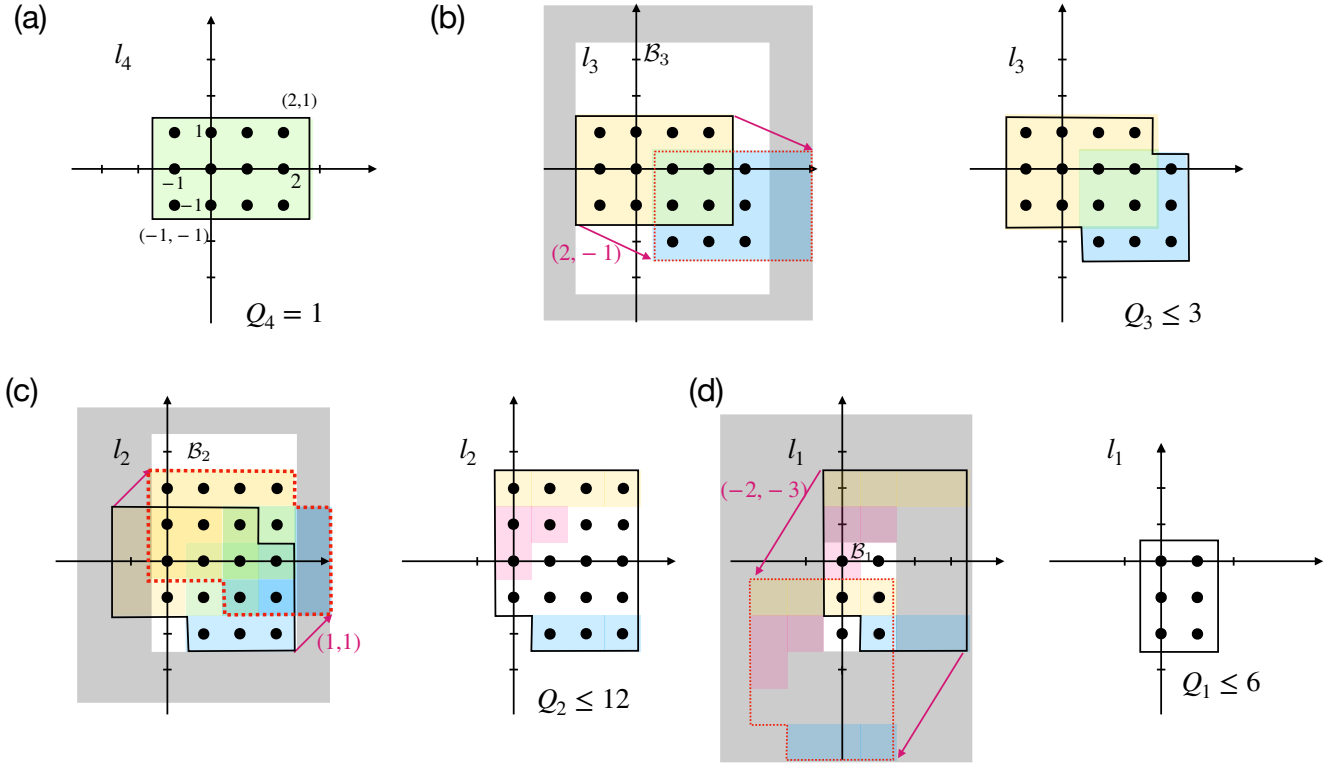 (a)
l₄
(2,1)
1
−1
2
−1
(−1, −1)
Q₄ = 1
(b)
l₃
ℬ₃
(2, −1)
l₃
Q₃ ≤ 3
(c)
l₂
ℬ₂
(1,1)
l₂
Q₂ ≤ 12
(d)
l₁
(−2, −3)
ℬ₁
l₁
Q₁ ≤ 6